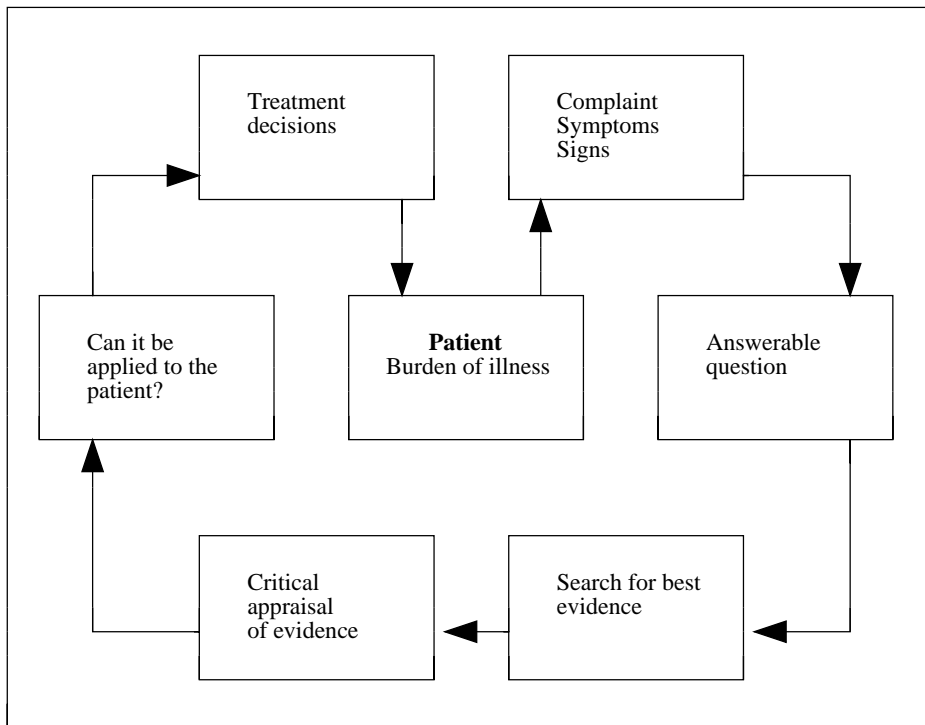 Treatment
decisions
Complaint
Symptoms
Signs
Can it be
applied to the
patient?
Patient
Burden of illness
Answerable
question
Critical
appraisal
of evidence
Search for best
evidence